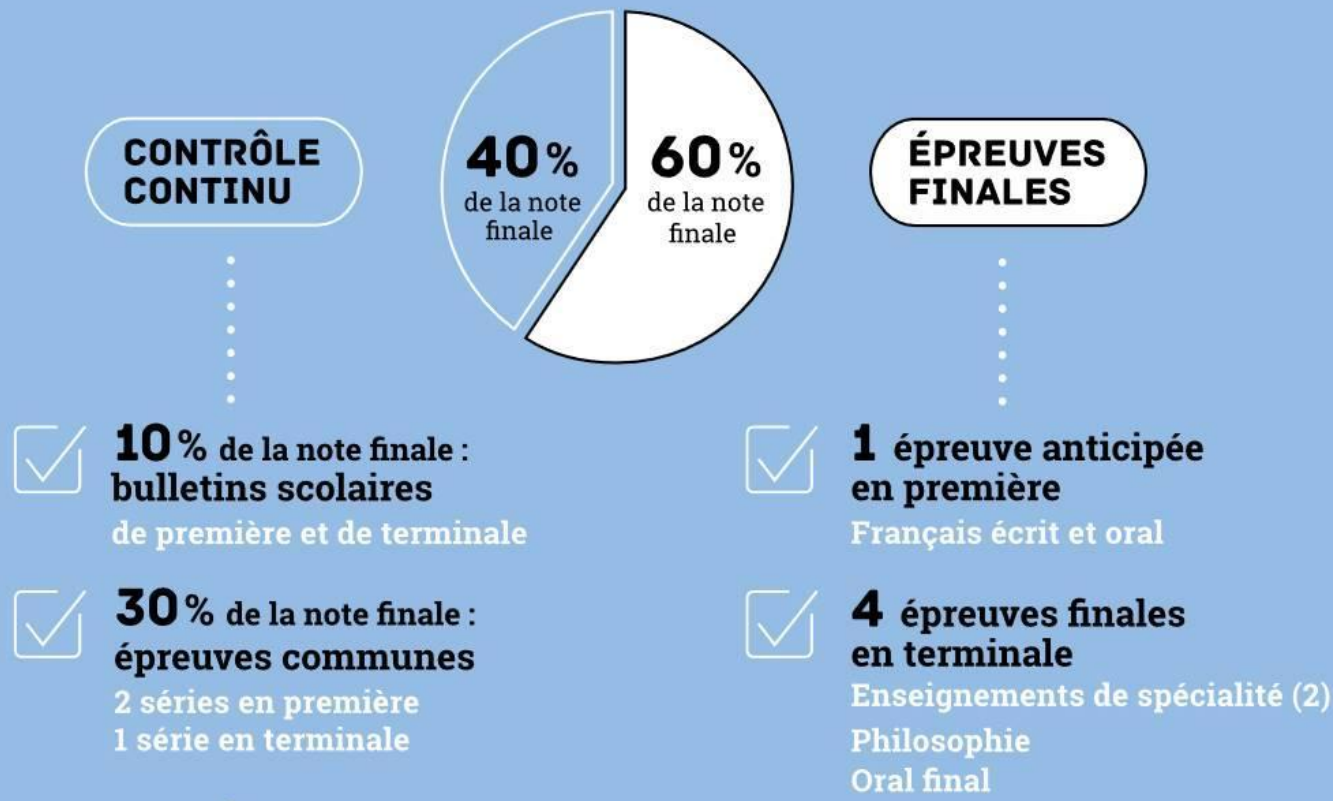 CONTRÔLE
CONTINU
40%
de la note
finale
60%
de la note
finale
ÉPREUVES
FINALES
10% de la note finale :
bulletins scolaires
de première et de terminale
30% de la note finale :
épreuves communes
2 séries en première
1 série en terminale
1 épreuve anticipée
en première
Français écrit et oral
4 épreuves finales
en terminale
Enseignements de spécialité (2)
Philosophie
Oral final